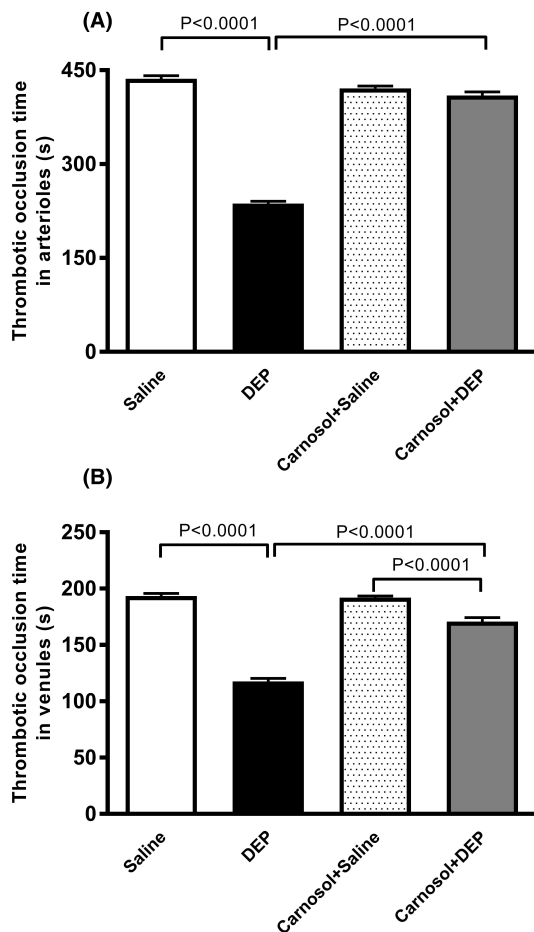 (A)
P<0.0001
P<0.0001
450
300
150
0
Thrombotic occlusion time
in arterioles (s)
Saline
DEP
Carnosol+Saline
Carnosol+DEP
(B)
P<0.0001
P<0.0001
P<0.0001
250
200
150
100
50
0
Thrombotic occlusion time
in venules (s)
Saline
DEP
Carnosol+Saline
Carnosol+DEP